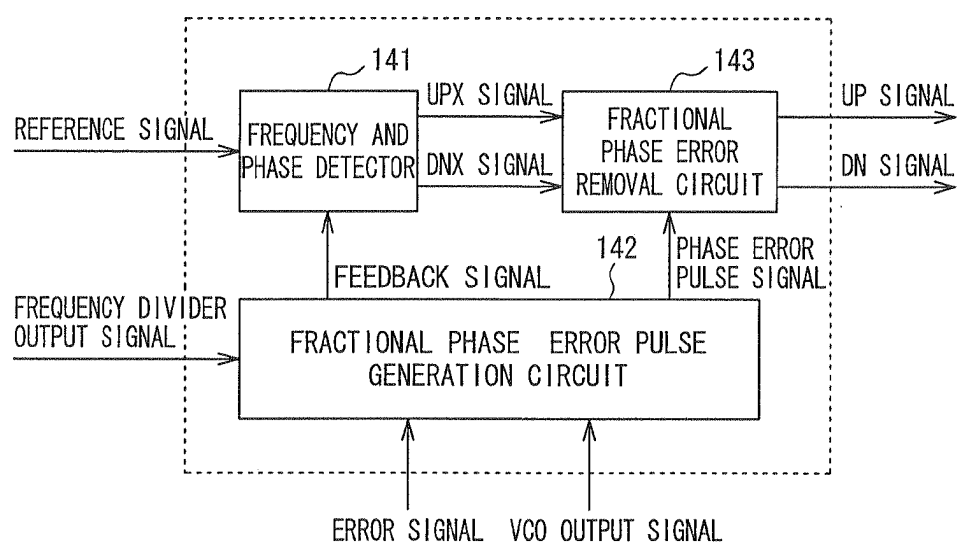 141
143
REFERENCE SIGNAL
FREQUENCY AND
PHASE DETECTOR
UPX SIGNAL
DNX SIGNAL
FRACTIONAL
PHASE ERROR
REMOVAL CIRCUIT
UP SIGNAL
DN SIGNAL
FEEDBACK SIGNAL
142
PHASE ERROR
PULSE SIGNAL
FREQUENCY DIVIDER
OUTPUT SIGNAL
FRACTIONAL PHASE ERROR PULSE
GENERATION CIRCUIT
ERROR SIGNAL
VCO OUTPUT SIGNAL